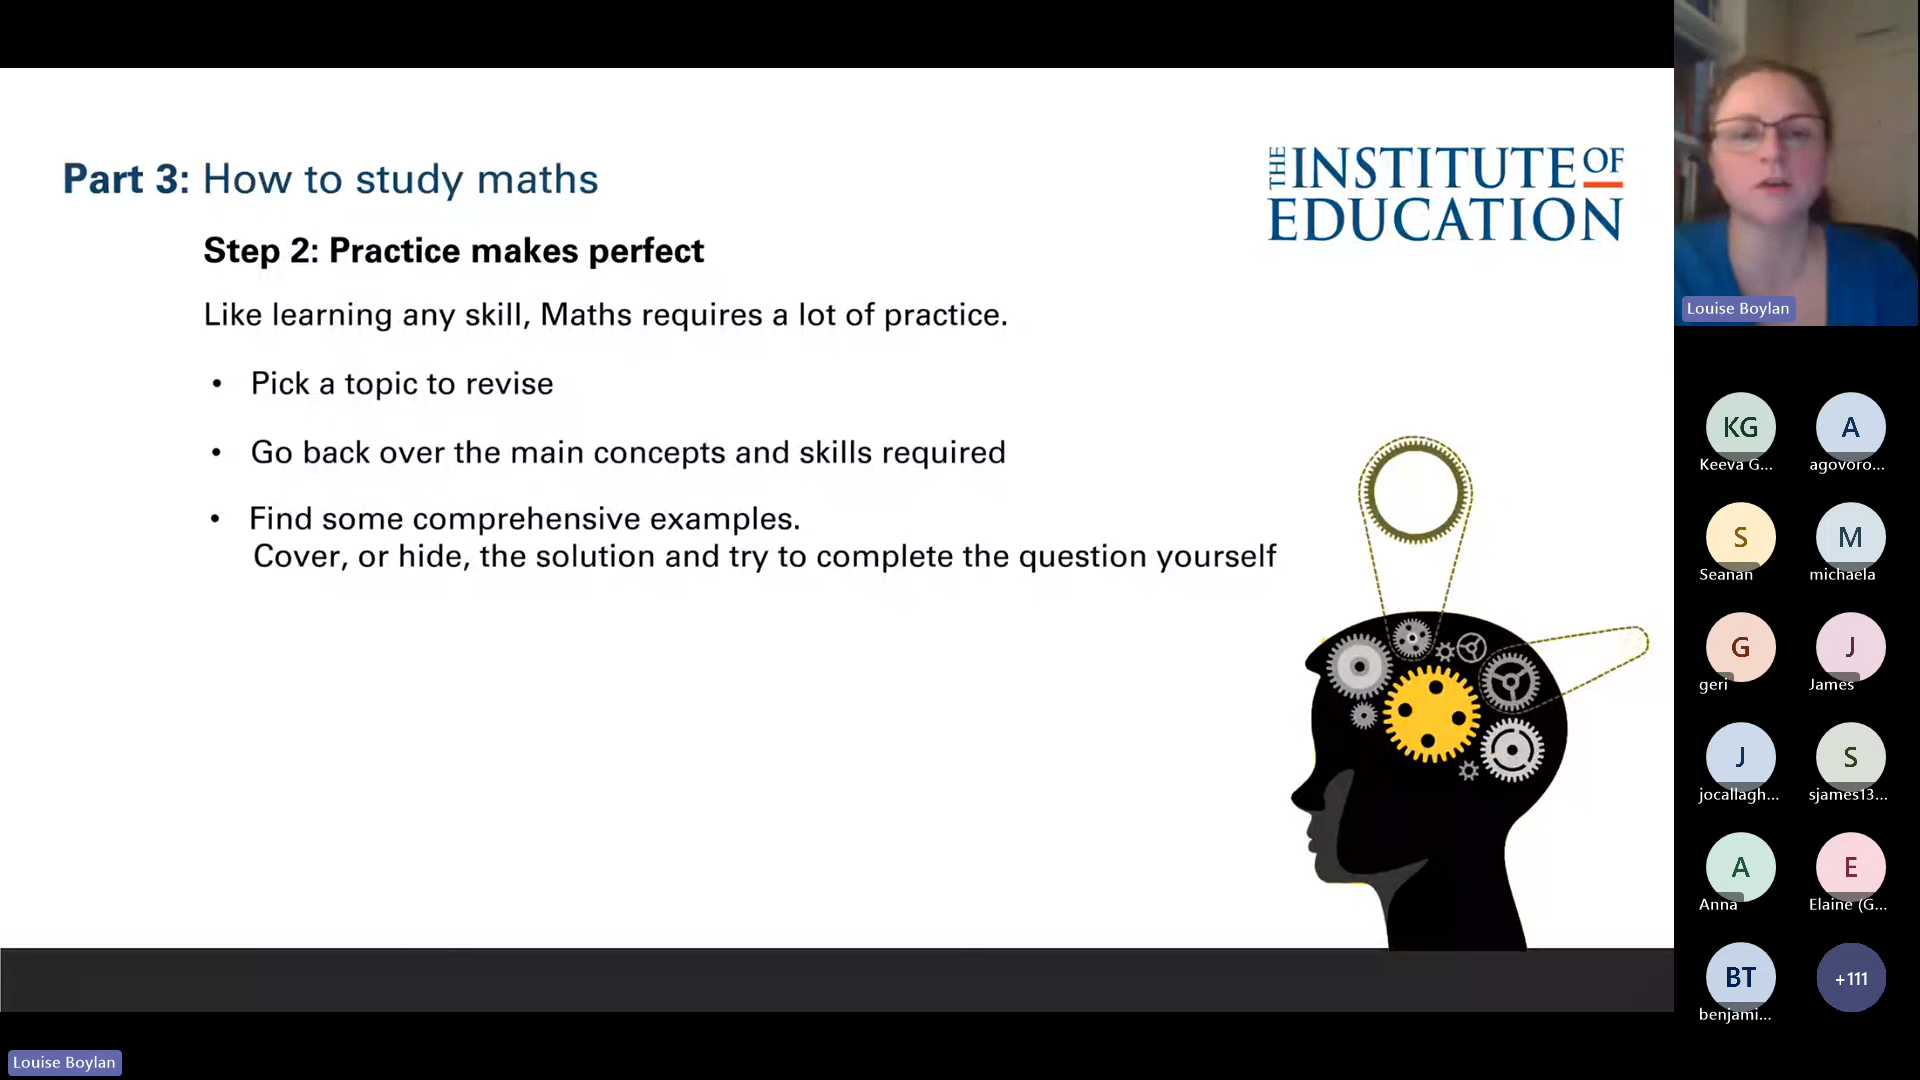 Part 3: How to study maths
THE INSTITUTE OF
EDUCATION
Step 2: Practice makes perfect
Like learning any skill, Maths requires a lot of practice.
• Pick a topic to revise
• Go back over the main concepts and skills required
• Find some comprehensive examples.
Cover, or hide, the solution and try to complete the question yourself
Louise Boylan
KG
Keeva G...
A
agovoro...
S
Seanan
M
michaela
G
geri
J
James
J
jocallagh...
S
sjames13...
A
Anna
E
Elaine (G...
BT
benjami...
+111
Louise Boylan